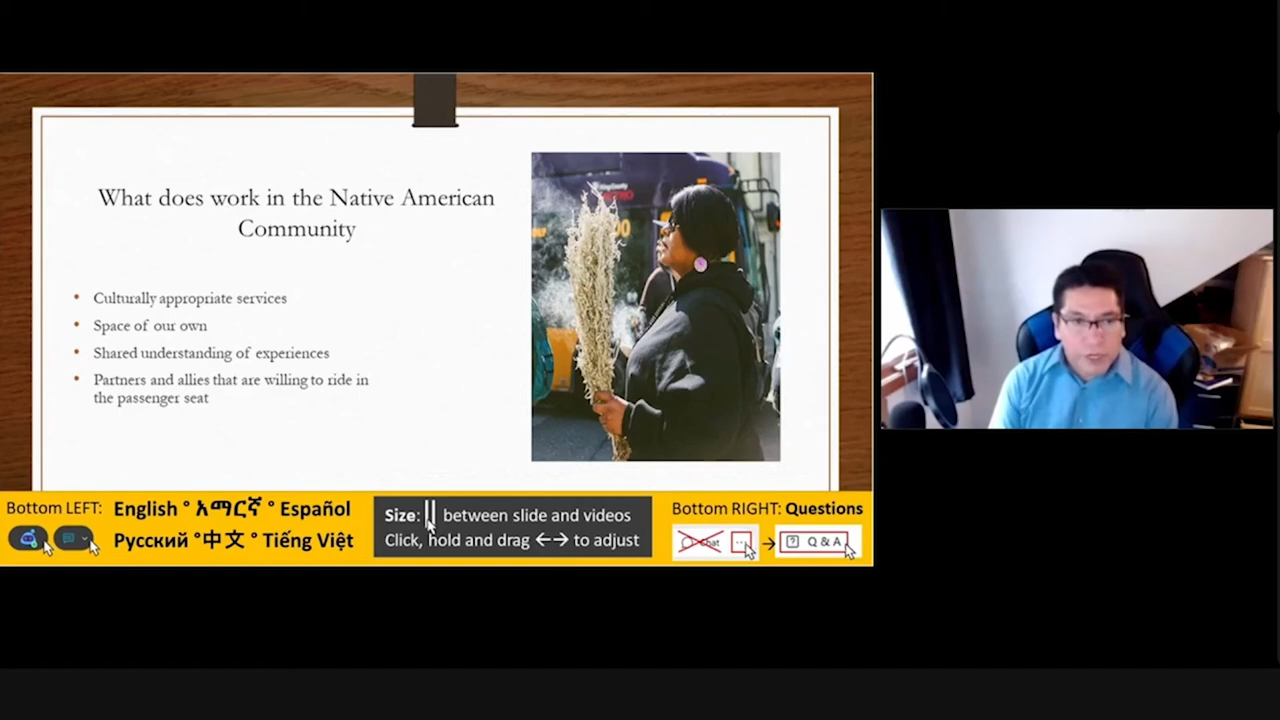 What does work in the Native American
Community
• Culturally appropriate services
• Space of our own
• Shared understanding of experiences
• Partners and allies that are willing to ride in
the passenger seat
METRO
Bottom LEFT: English ° አማርኛ ° Español
Русский °中文 ° Tiếng Việt
Size: || between slide and videos
Click, hold and drag ←→ to adjust
Bottom RIGHT: Questions
Chat ... → ? Q & A